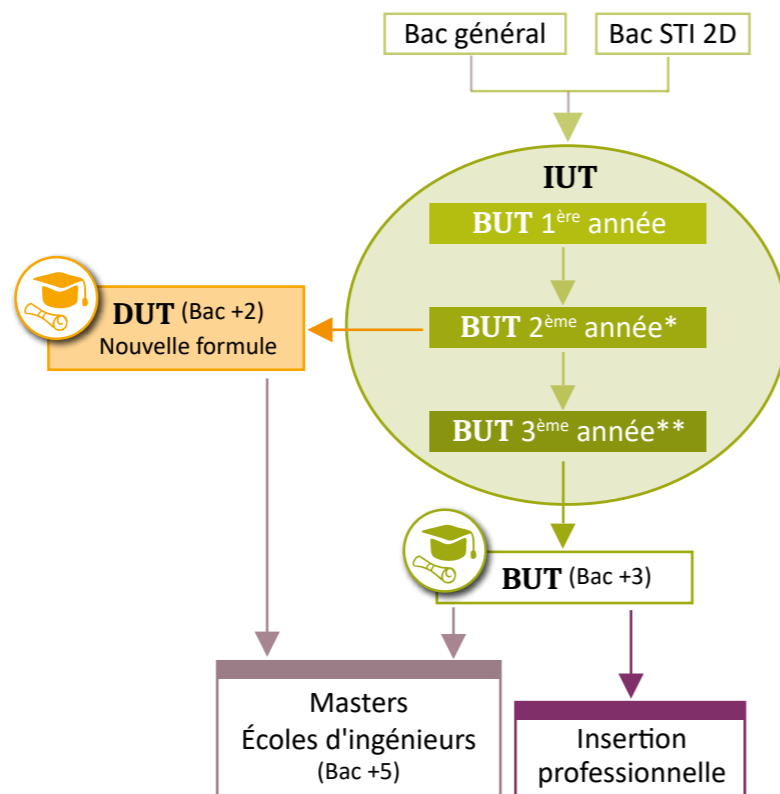 Bac général
Bac STI 2D
IUT
BUT 1ère année
DUT (Bac +2)
Nouvelle formule
BUT 2ème année*
BUT 3ème année**
BUT (Bac +3)
Masters
École d'ingénieurs
(Bac +5)
Insertion
professionnelle